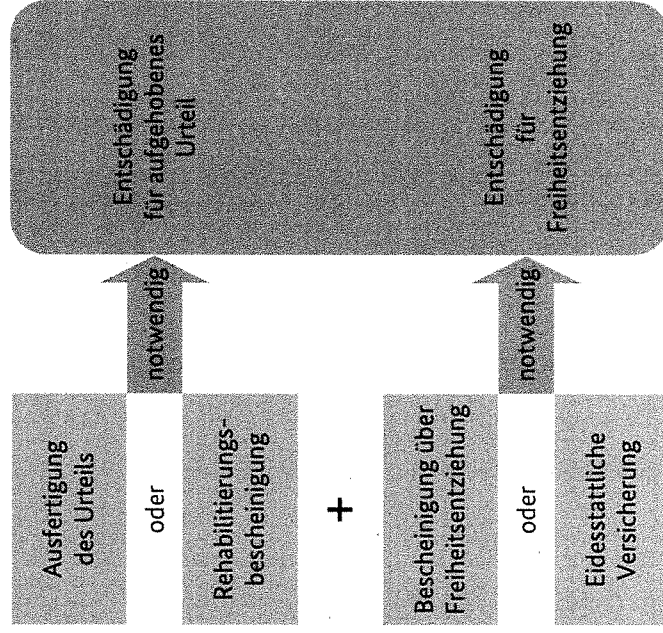 Ausfertigung
des Urteils
oder
Rehabilitierungs-
bescheinigung
notwendig
Entschädigung
für aufgehobenes
Urteil
+
Bescheinigung über
Freiheitsentziehung
oder
Eidesstattliche
Versicherung
notwendig
Entschädigung
für
Freiheitsentziehung